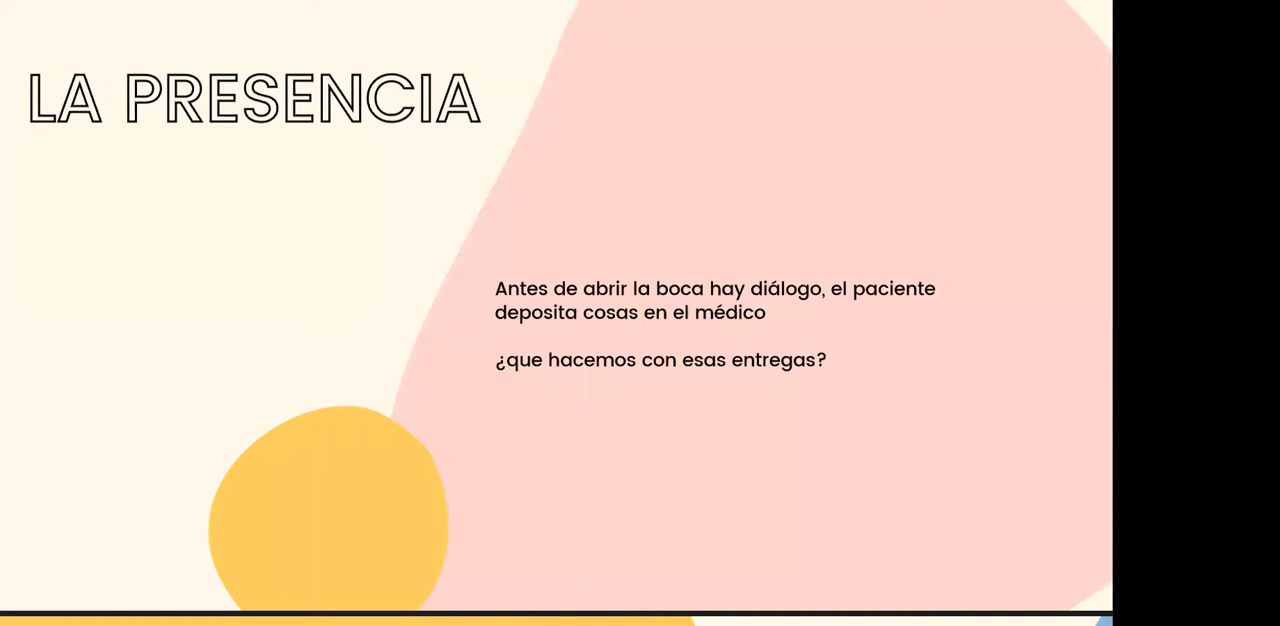 LA PRESENCIA
Antes de abrir la boca hay diálogo, el paciente
deposita cosas en el médico
¿que hacemos con esas entregas?